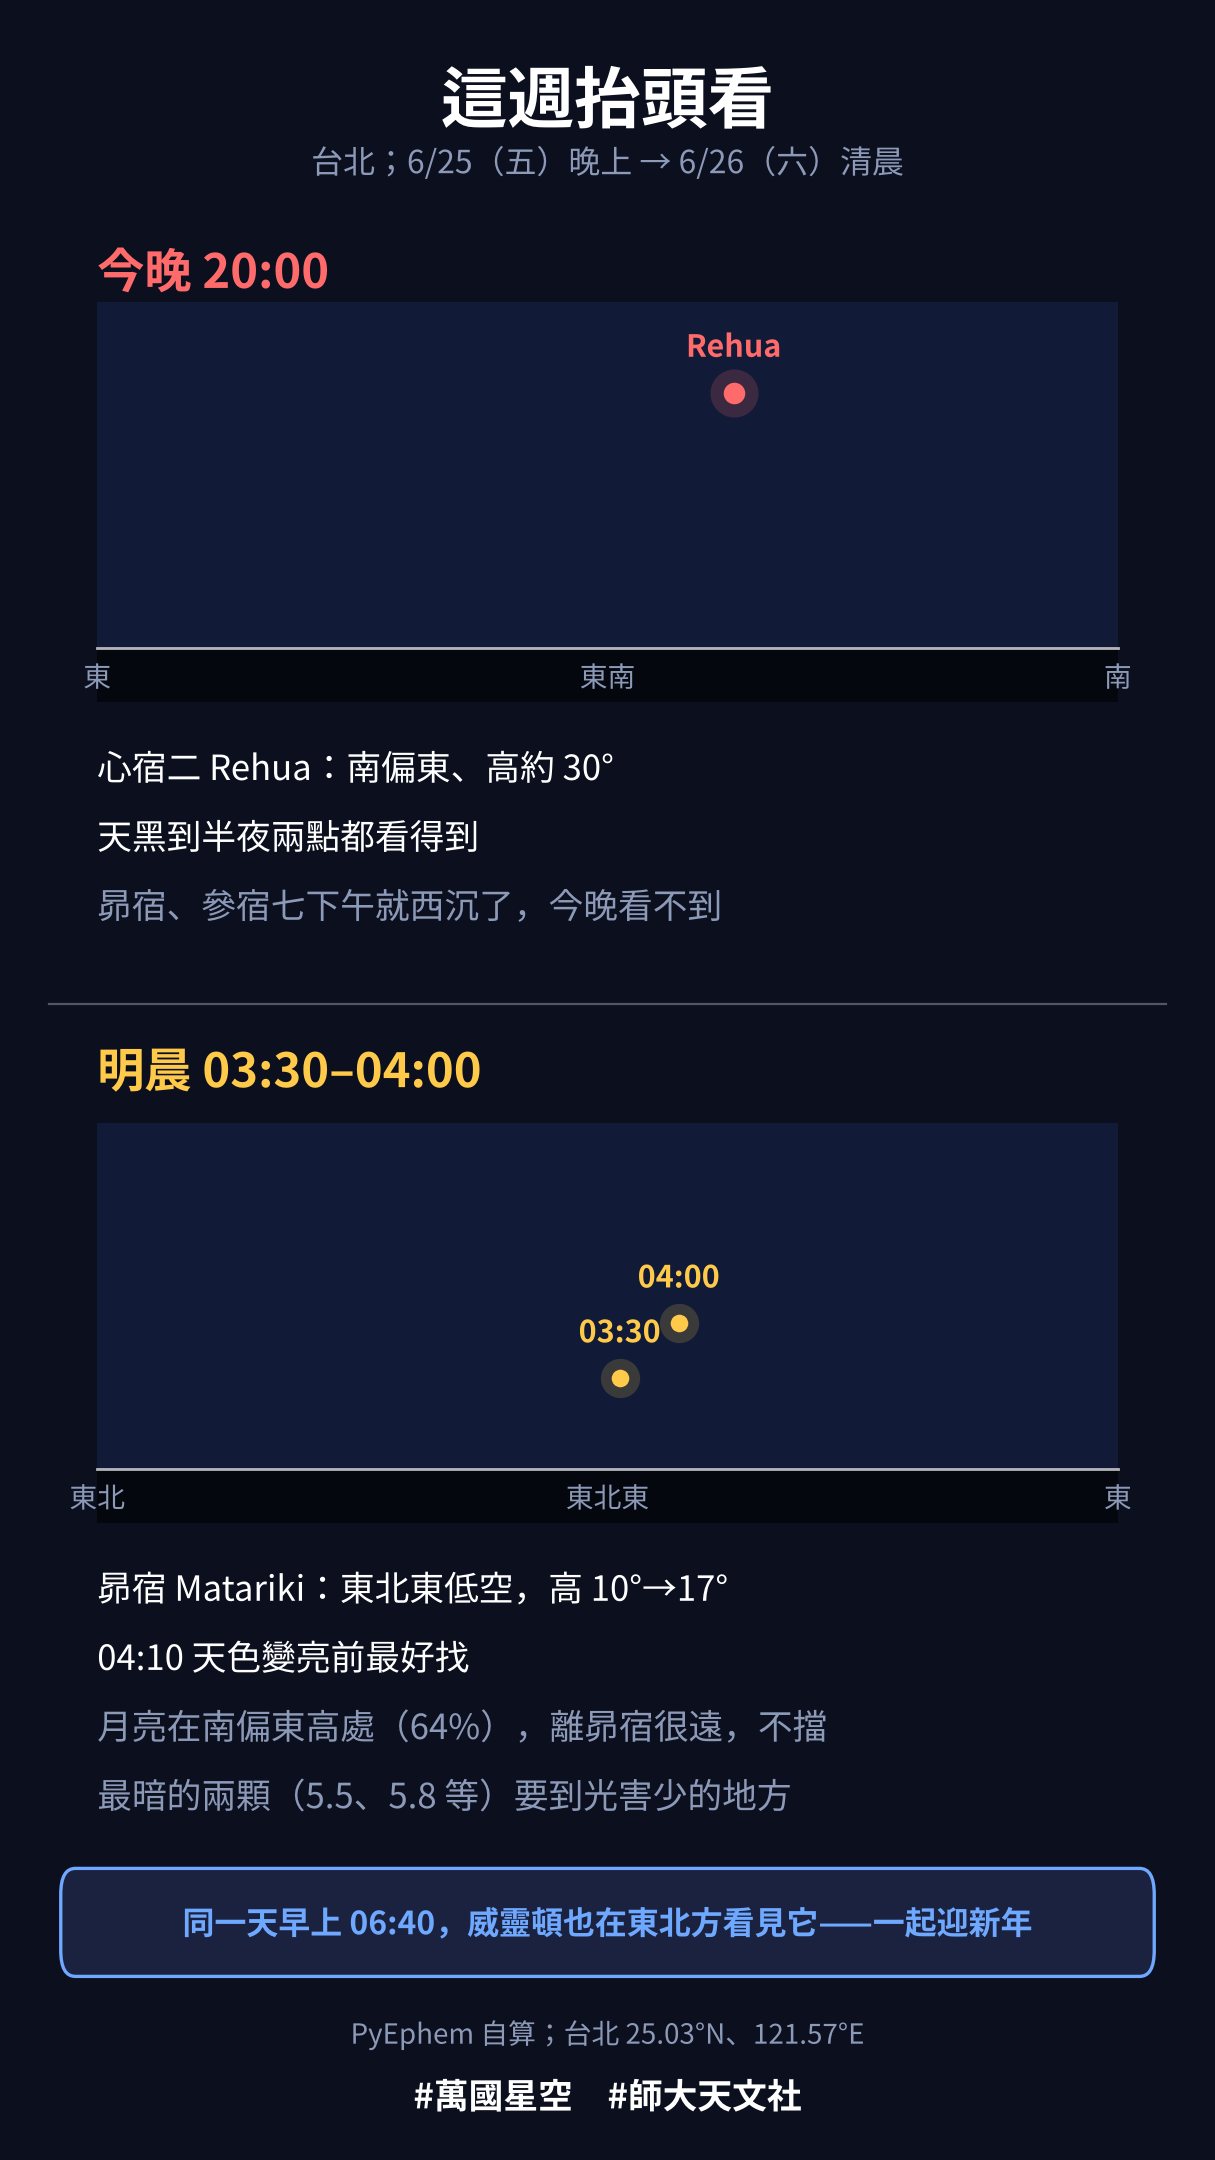 這週抬頭看
台北；6/25（五）晚上 → 6/26（六）清晨
今晚 20:00
Rehua
東
東南
南
心宿二 Rehua：南偏東、高約 30°
天黑到半夜兩點都看得到
昴宿、參宿七下午就西沉了，今晚看不到
明晨 03:30–04:00
04:00
03:30
東北
東北東
東
昴宿 Matariki：東北東低空，高 10°→17°
04:10 天色變亮前最好找
月亮在南偏東高處（64%），離昴宿很遠，不擋
最暗的兩顆（5.5、5.8 等）要到光害少的地方
同一天早上 06:40，威靈頓也在東北方看見它——一起迎新年
PyEphem 自算；台北 25.03°N、121.57°E
#萬國星空 #師大天文社